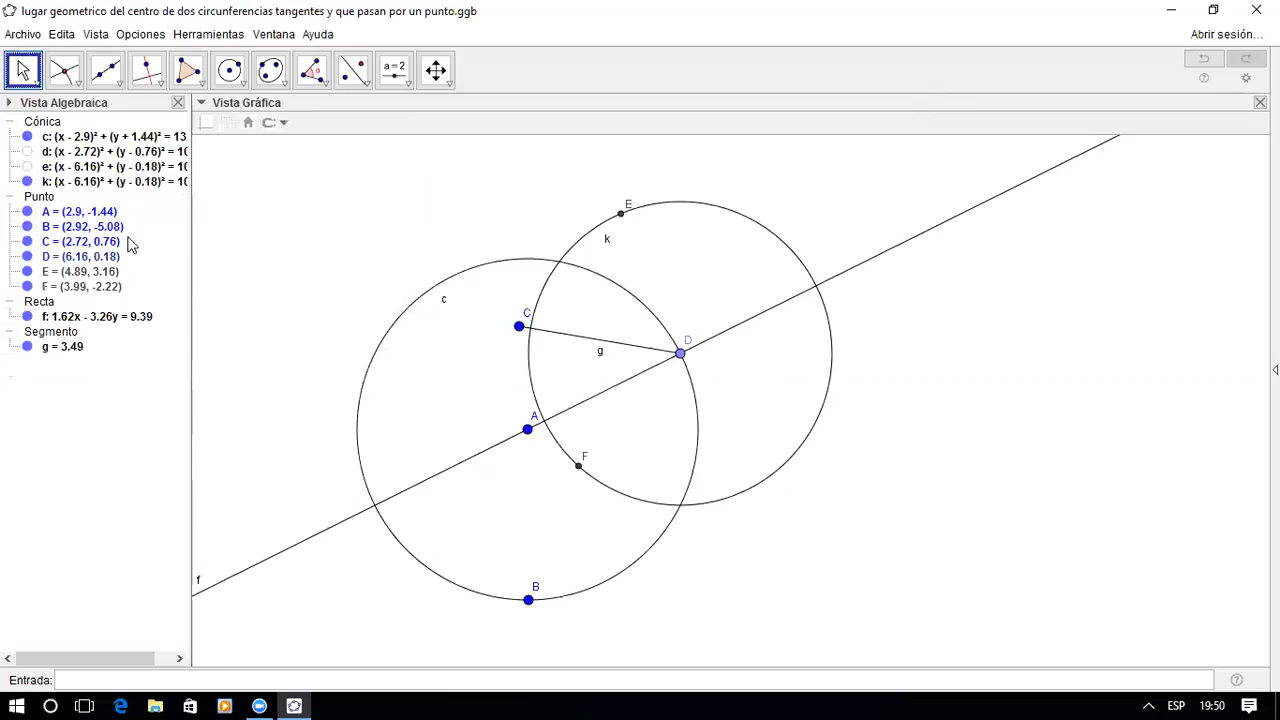 lugar geometrico del centro de dos circunferencias tangentes y que pasan por un punto.ggb
Archivo Edita Vista Opciones Herramientas Ventana Ayuda
Abrir sesión...
a = 2
Vista Algebraica
Vista Gráfica
Cónica
c: (x - 2.9)² + (y + 1.44)² = 13
d: (x - 2.72)² + (y - 0.76)² = 10
e: (x - 6.16)² + (y - 0.18)² = 10
k: (x - 6.16)² + (y - 0.18)² = 10
Punto
A = (2.9, -1.44)
B = (2.92, -5.08)
C = (2.72, 0.76)
D = (6.16, 0.18)
E = (4.89, 3.16)
F = (3.99, -2.22)
Recta
f: 1.62x - 3.26y = 9.39
Segmento
g = 3.49
E
k
c
C
D
g
A
F
f
B
Entrada:
ESP 19:50